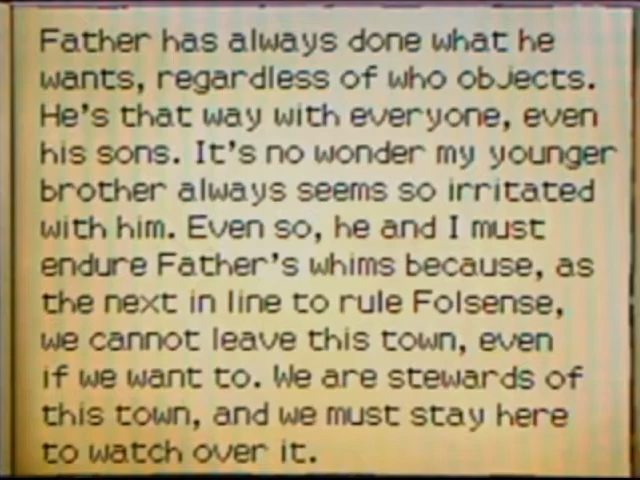 Father has always done what he
wants, regardless of who objects.
He's that way with everyone, even
his sons. It's no wonder my younger
brother always seems so irritated
with him. Even so, he and I must
endure Father's whims because, as
the next in line to rule Folsense,
we cannot leave this town, even
if we want to. We are stewards of
this town, and we must stay here
to watch over it.